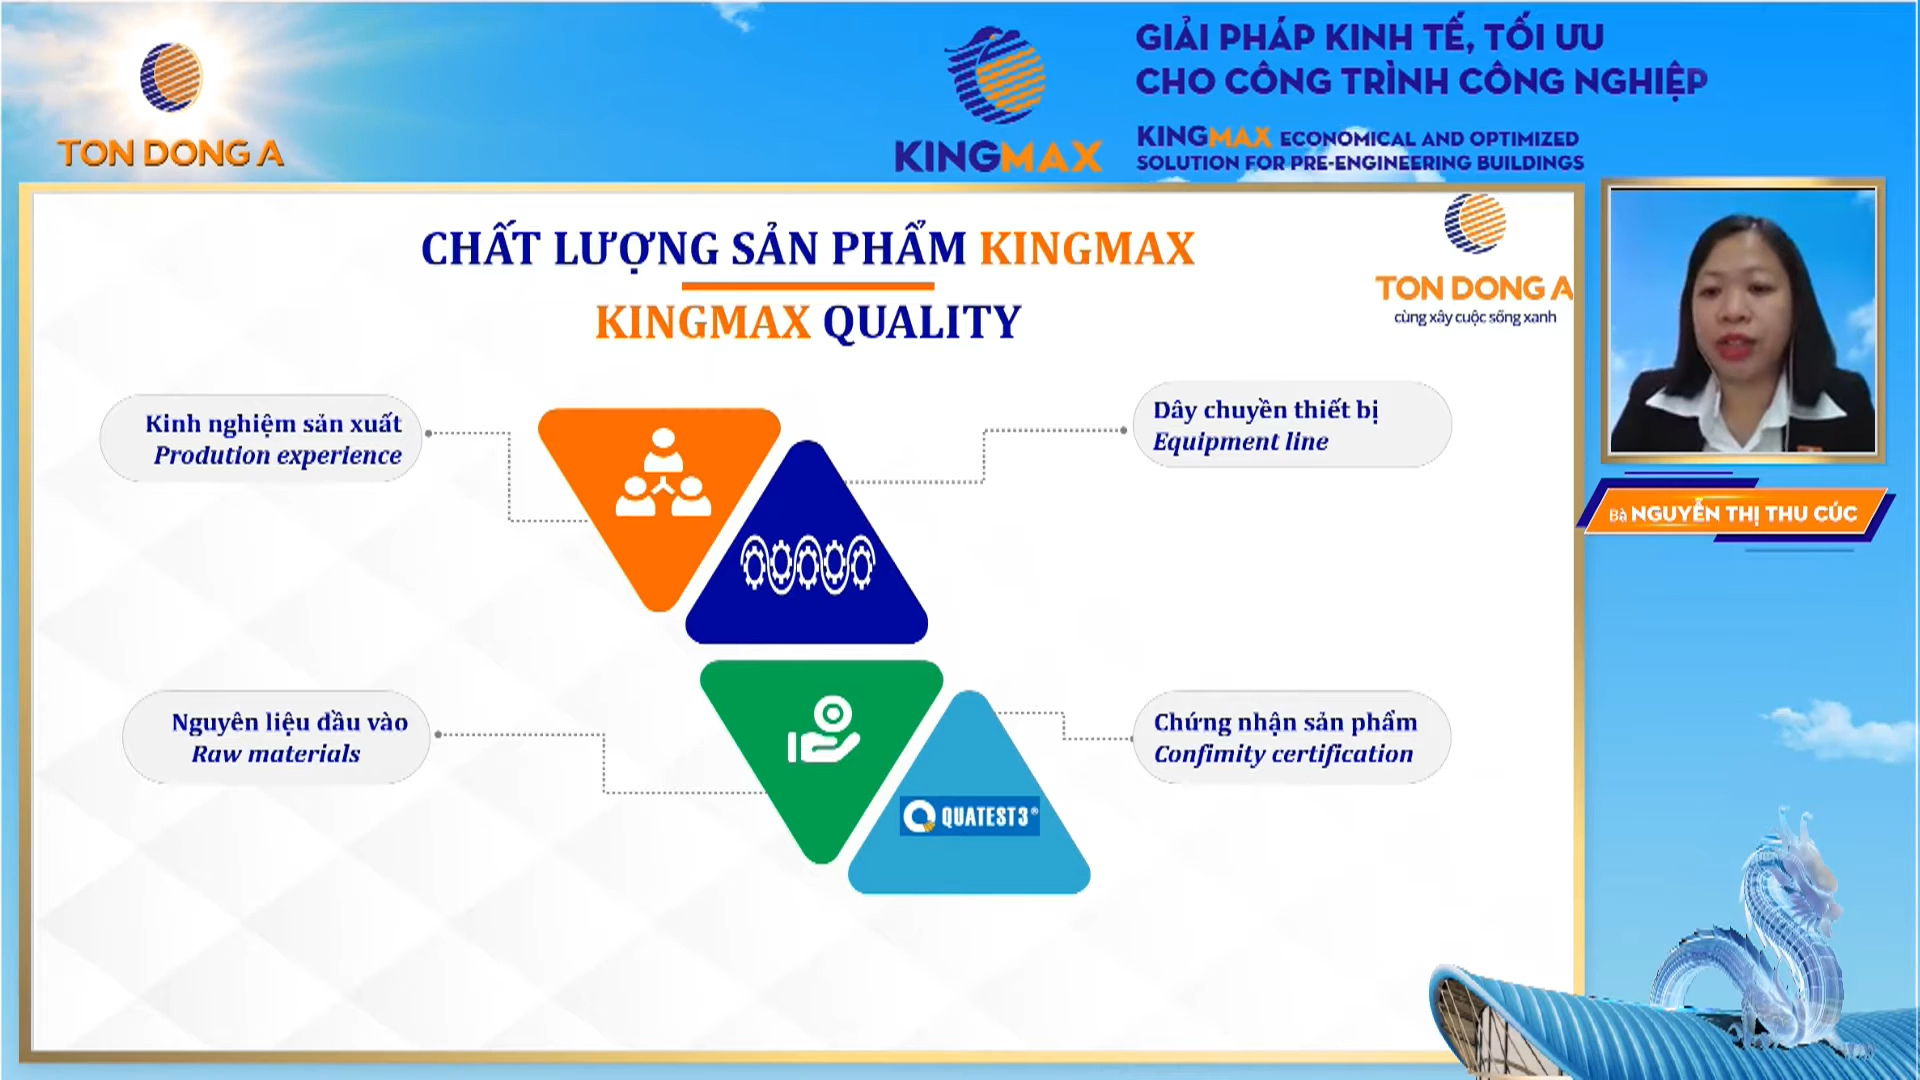 TON DONG A
KINGMAX
GIẢI PHÁP KINH TẾ, TỐI ƯU
CHO CÔNG TRÌNH CÔNG NGHIỆP
KINGMAX ECONOMICAL AND OPTIMIZED
SOLUTION FOR PRE-ENGINEERING BUILDINGS
CHẤT LƯỢNG SẢN PHẨM KINGMAX
KINGMAX QUALITY
TON DONG A
cùng xây cuộc sống xanh
Kinh nghiệm sản xuất
Prodution experience
Dây chuyền thiết bị
Equipment line
Bà NGUYỄN THỊ THU CÚC
Nguyên liệu đầu vào
Raw materials
Chứng nhận sản phẩm
Confimity certification
QUATEST3®